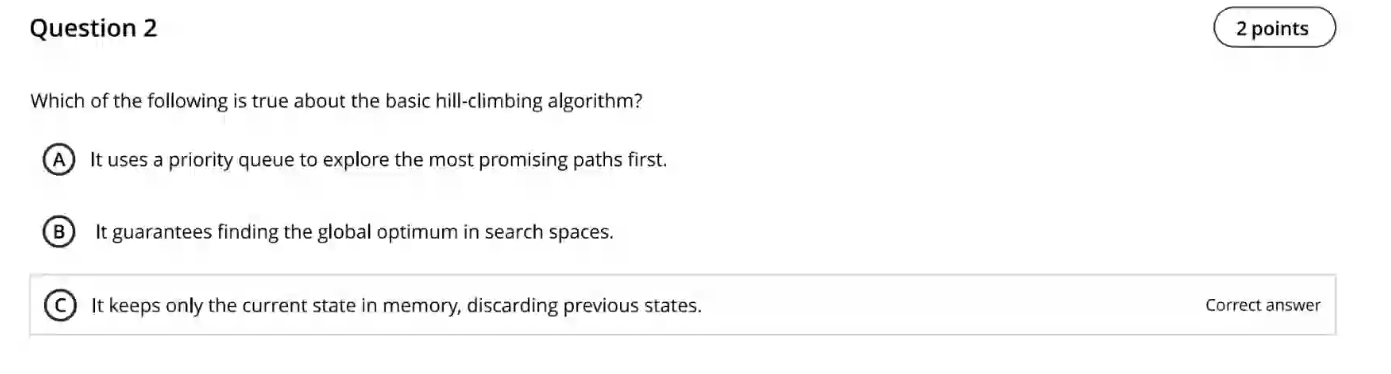 Question 2
2 points
Which of the following is true about the basic hill-climbing algorithm?
A It uses a priority queue to explore the most promising paths first.
B It guarantees finding the global optimum in search spaces.
C It keeps only the current state in memory, discarding previous states. Correct answer